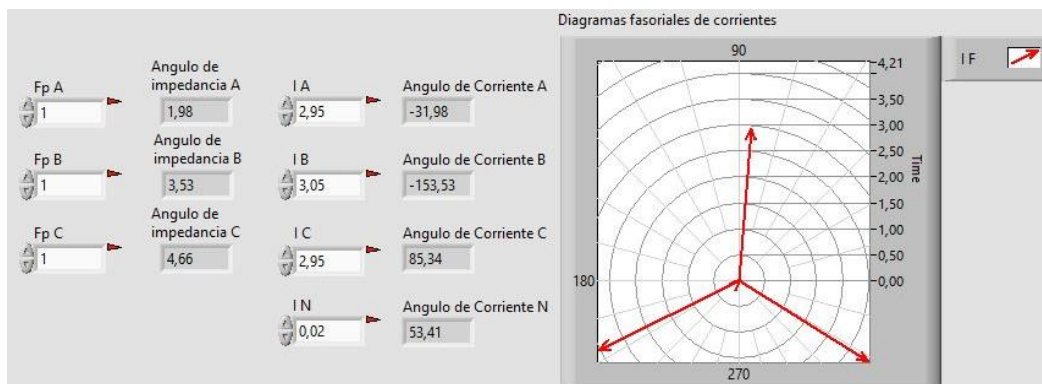 Diagramas fasoriales de corrientes
Fp A
1
Angulo de
impedancia A
1,98
I A
2,95
Angulo de Corriente A
-31,98
Fp B
1
Angulo de
impedancia B
3,53
I B
3,05
Angulo de Corriente B
-153,53
Fp C
1
Angulo de
impedancia C
4,66
I C
2,95
Angulo de Corriente C
85,34
I N
0,02
Angulo de Corriente N
53,41
90
180
270
4,21
3,50
3,00
2,50
2,00
1,50
1,00
0,50
0,00
Time
I F